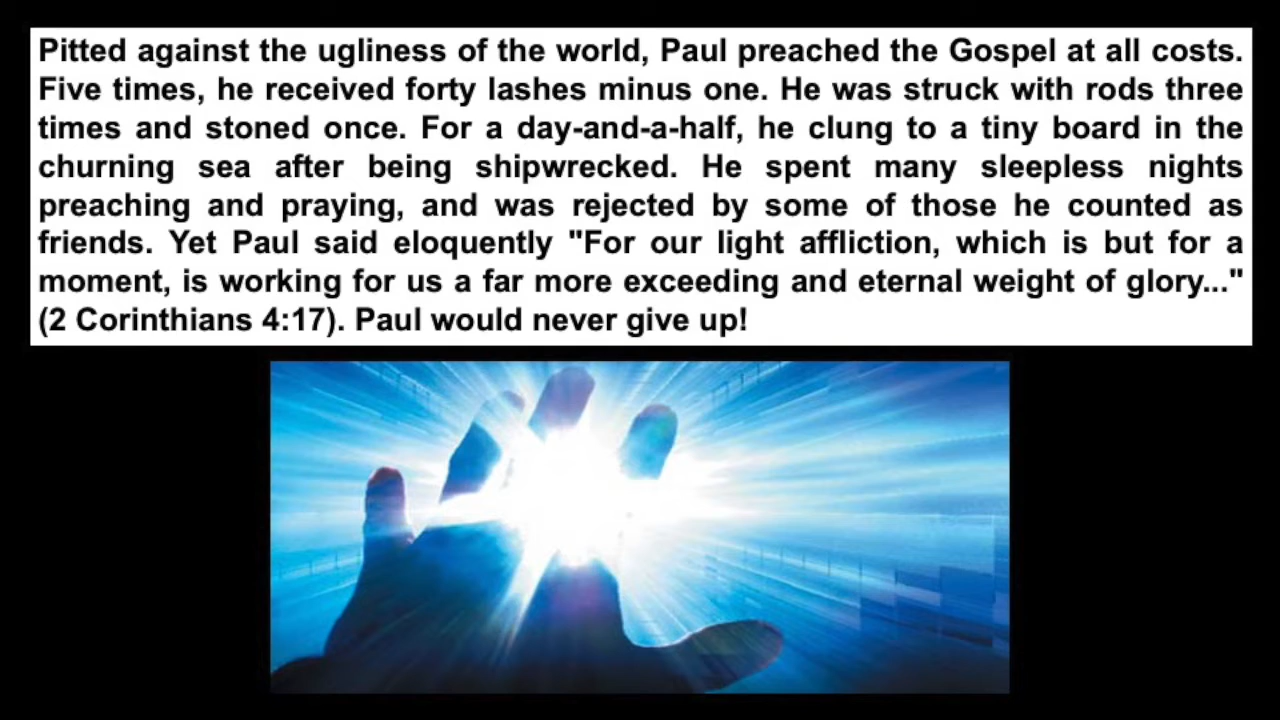 Pitted against the ugliness of the world, Paul preached the Gospel at all costs.
Five times, he received forty lashes minus one. He was struck with rods three
times and stoned once. For a day-and-a-half, he clung to a tiny board in the
churning sea after being shipwrecked. He spent many sleepless nights
preaching and praying, and was rejected by some of those he counted as
friends. Yet Paul said eloquently "For our light affliction, which is but for a
moment, is working for us a far more exceeding and eternal weight of glory..."
(2 Corinthians 4:17). Paul would never give up!